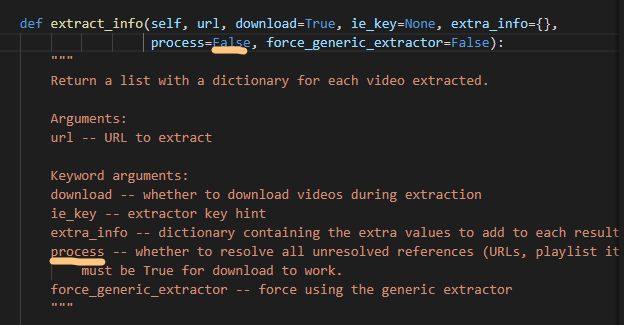 def extract_info(self, url, download=True, ie_key=None, extra_info={},
process=False, force_generic_extractor=False):
"""
Return a list with a dictionary for each video extracted.
Arguments:
url -- URL to extract
Keyword arguments:
download -- whether to download videos during extraction
ie_key -- extractor key hint
extra_info -- dictionary containing the extra values to add to each result
process -- whether to resolve all unresolved references (URLs, playlist it
must be True for download to work.
force_generic_extractor -- force using the generic extractor
"""